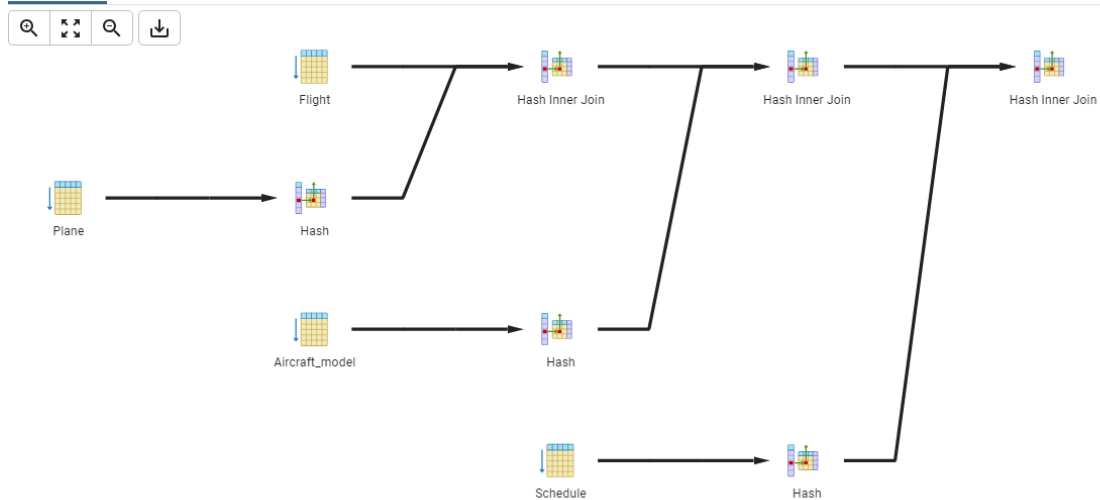 Flight
Hash Inner Join
Hash Inner Join
Hash Inner Join
Plane
Hash
Aircraft_model
Hash
Schedule
Hash